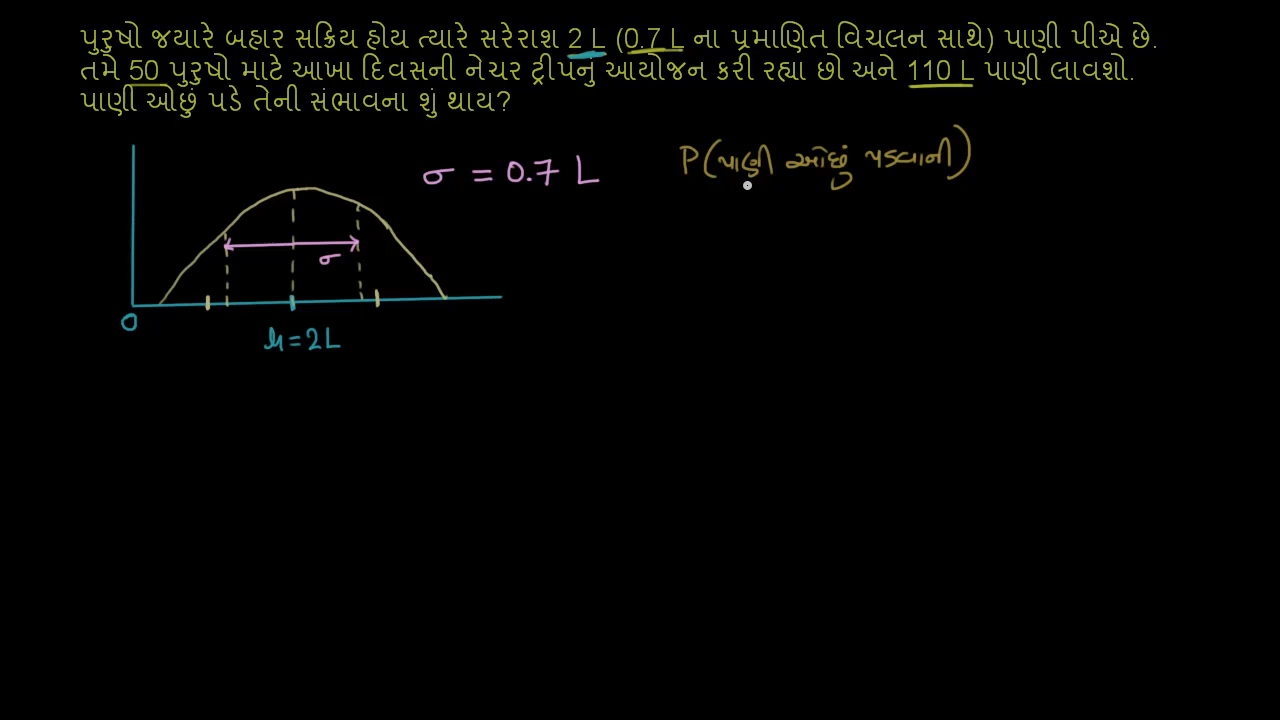 પુરુષો જયારે બહાર સક્રિય હોય ત્યારે સરેરાશ 2 L (0.7 L ના પ્રમાણિત વિચલન સાથે) પાણી પીએ છે.
તમે 50 પુરુષો માટે આખા દિવસની નેચર ટ્રીપનું આયોજન કરી રહ્યા છો અને 110 L પાણી લાવશો.
પાણી ઓછું પડે તેની સંભાવના શું થાય?
σ = 0.7 L
P(પાણી ઓછું પડવાની)
σ
0
μ = 2L